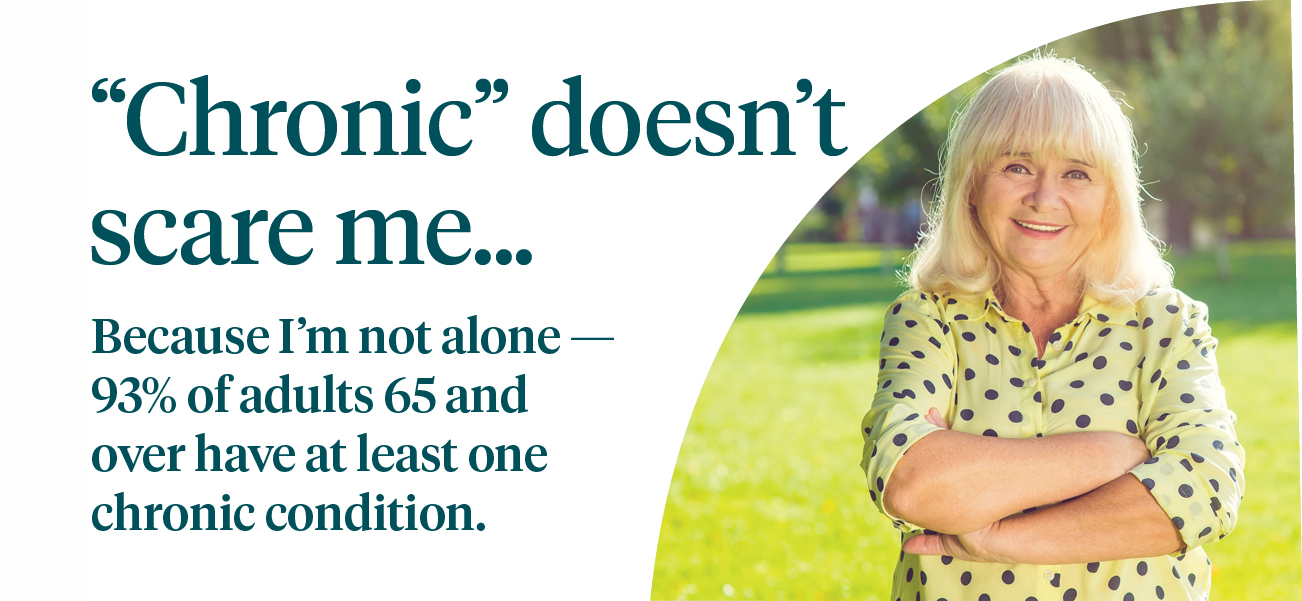 “Chronic” doesn’t
scare me...
Because I’m not alone —
93% of adults 65 and
over have at least one
chronic condition.